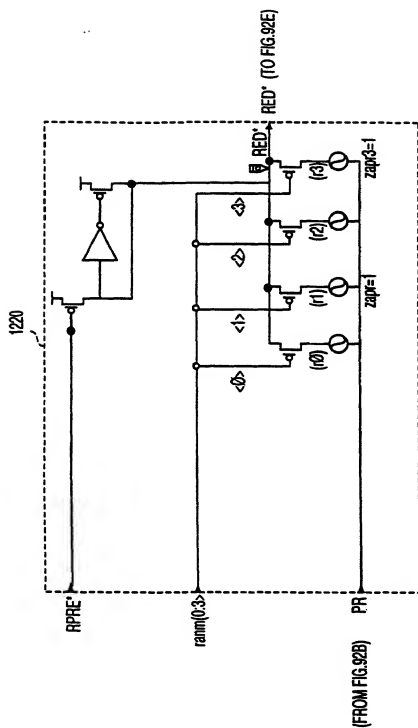 1220
RPRE*
ranm(0:3>
PR
(FROM FIG.92B)
<0>
<1>
<2>
<3>
(r0)
(r1)
(r2)
(r3)
zapr=1
zapr3=1
RED*
RED* (TO FIG.92E)